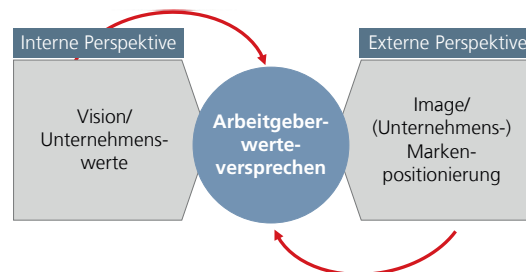 Interne Perspektive
Vision/
Unternehmens-
werte
Arbeitgeber-
werte-
versprechen
Externe Perspektive
Image/
(Unternehmens-)
Marken-
positionierung